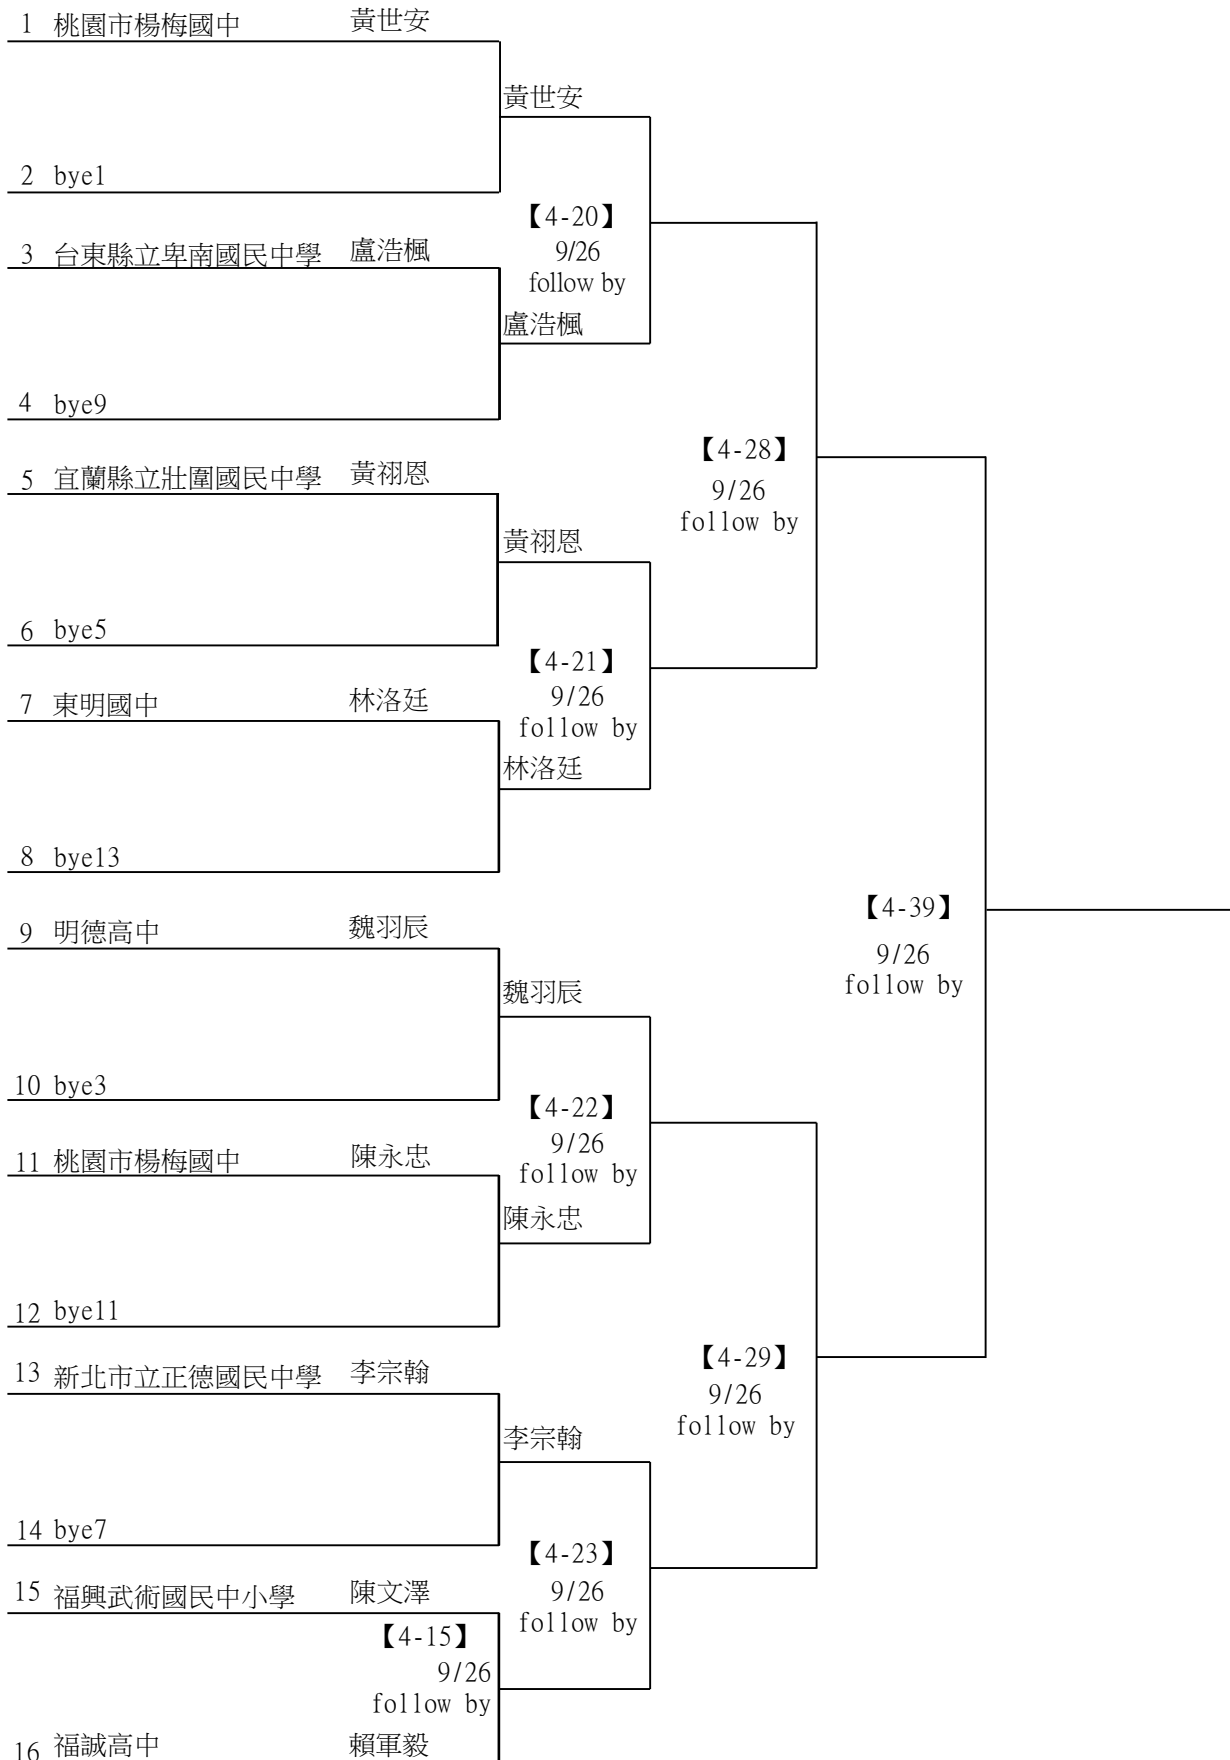 1 桃園市楊梅國中 黃世安
黃世安
2 bye1
【4-20】
9/26
follow by
3 台東縣立卑南國民中學 盧浩楓
盧浩楓
4 bye9
【4-28】
9/26
follow by
5 宜蘭縣立壯圍國民中學 黃祤恩
黃祤恩
6 bye5
【4-21】
9/26
follow by
7 東明國中 林洛廷
林洛廷
8 bye13
【4-39】
9/26
follow by
9 明德高中 魏羽辰
魏羽辰
10 bye3
【4-22】
9/26
follow by
11 桃園市楊梅國中 陳永忠
陳永忠
12 bye11
【4-29】
9/26
follow by
13 新北市立正德國民中學 李宗翰
李宗翰
14 bye7
【4-23】
9/26
follow by
15 福興武術國民中小學 陳文澤
【4-15】
9/26
follow by
16 福誠高中 賴軍毅